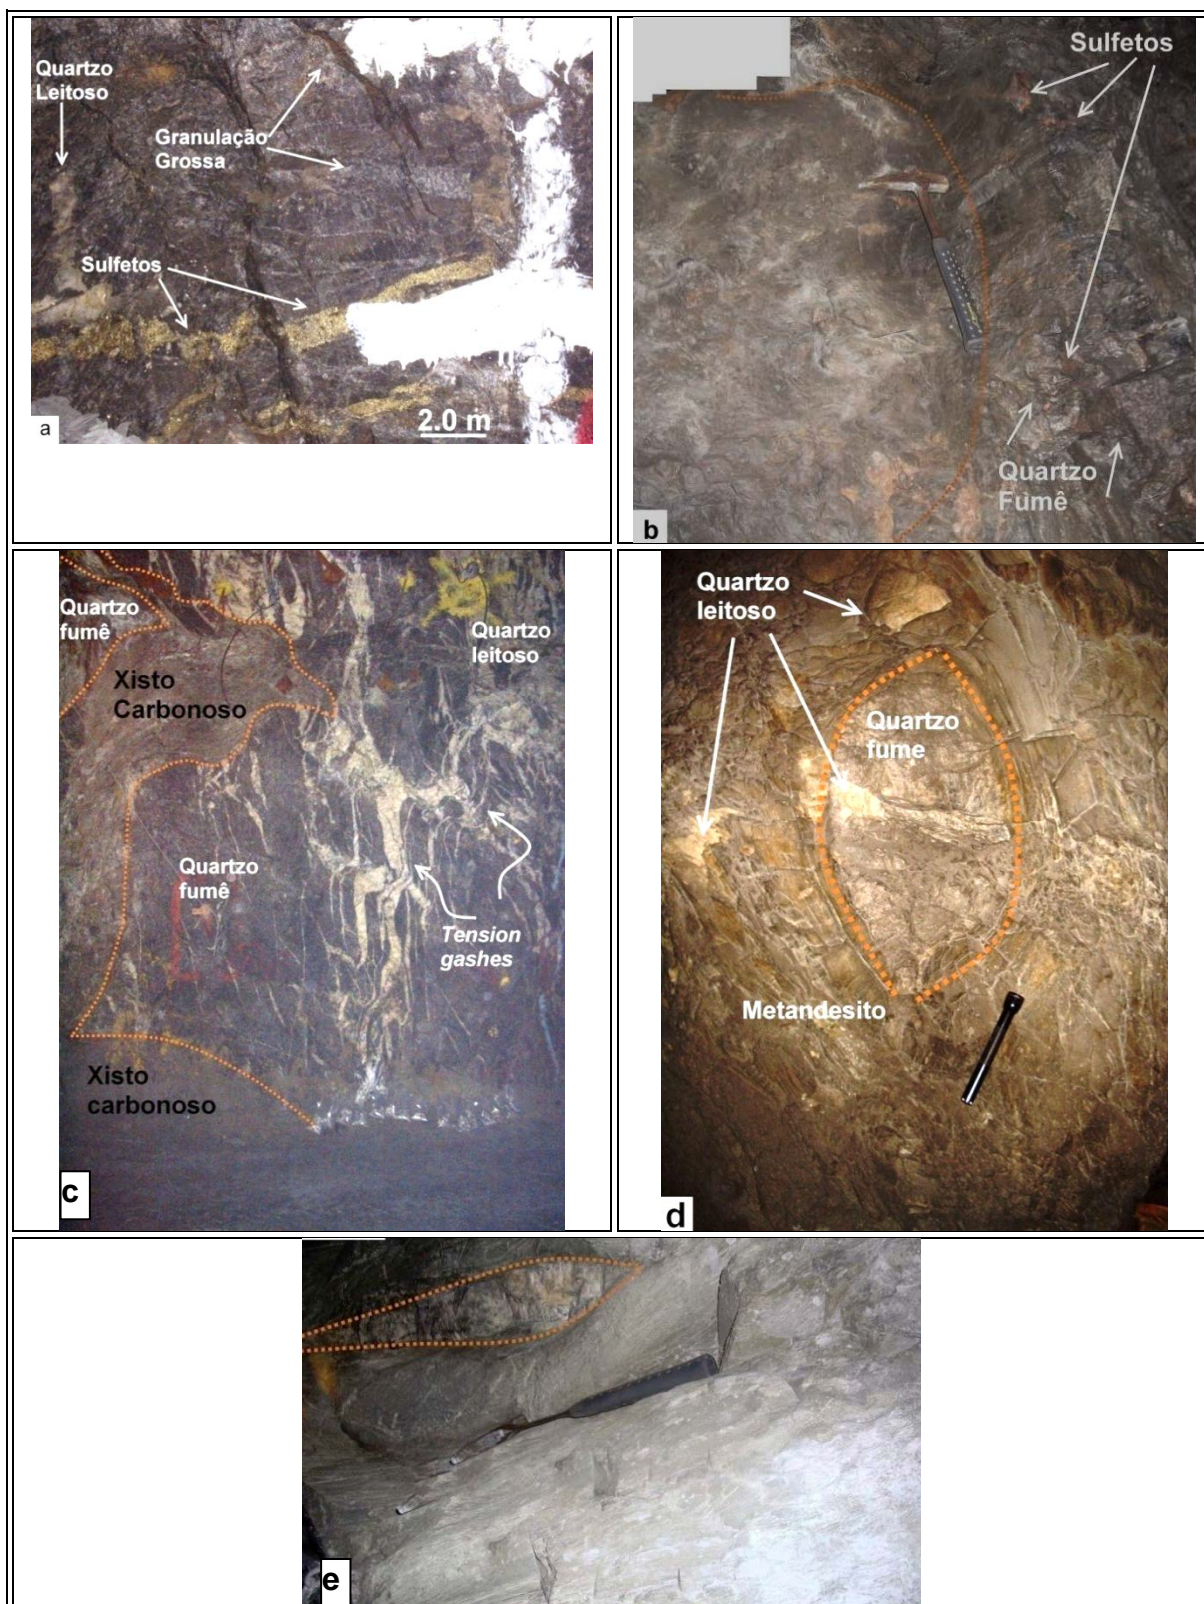 Quartzo
Leitoso
Granulação
Grossa
Sulfetos
2.0 m
a
Sulfetos
Quartzo
Fumê
b
Quartzo
fumê
Quartzo
leitoso
Xisto
Carbonoso
Quartzo
fumê
Tension
gashes
Xisto
carbonoso
c
Quartzo
leitoso
Quartzo
fume
Metandesito
d
e